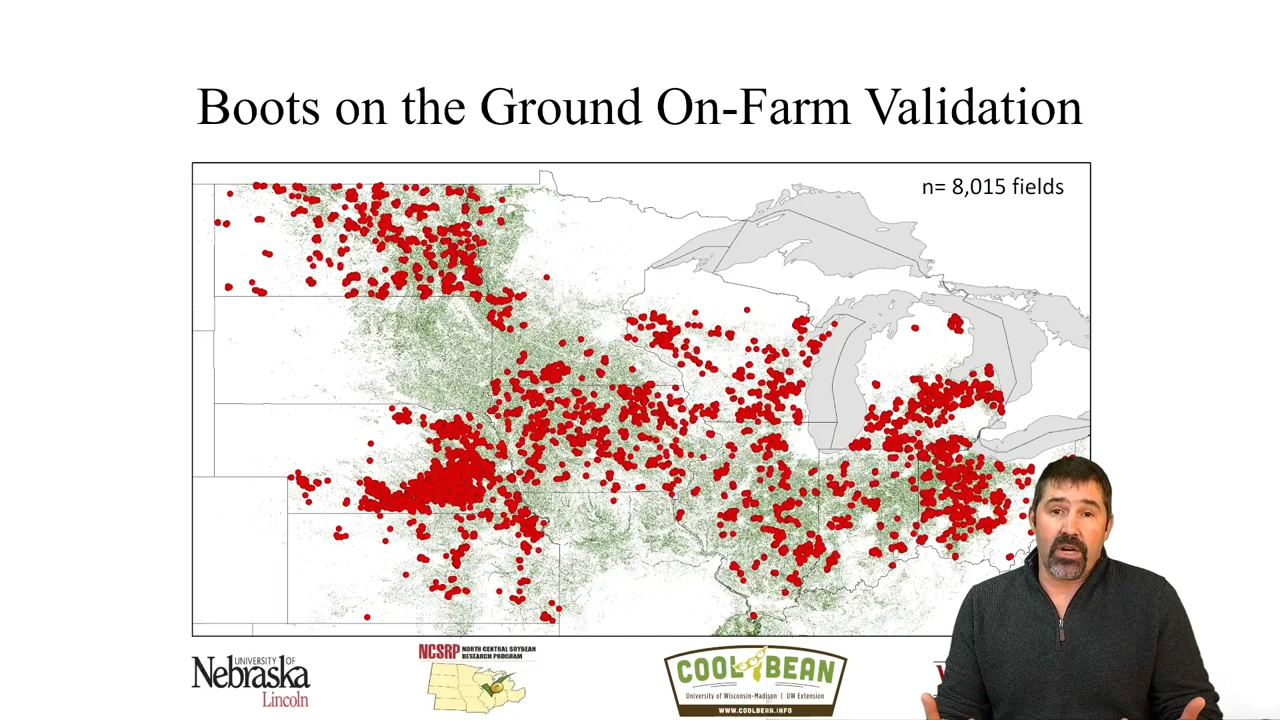 Boots on the Ground On-Farm Validation
n= 8,015 fields
UNIVERSITY OF
Nebraska
Lincoln
NCSRP NORTH CENTRAL SOYBEAN
RESEARCH PROGRAM
COOL BEAN
University of Wisconsin-Madison | UW Extension
WWW.COOLBEAN.INFO